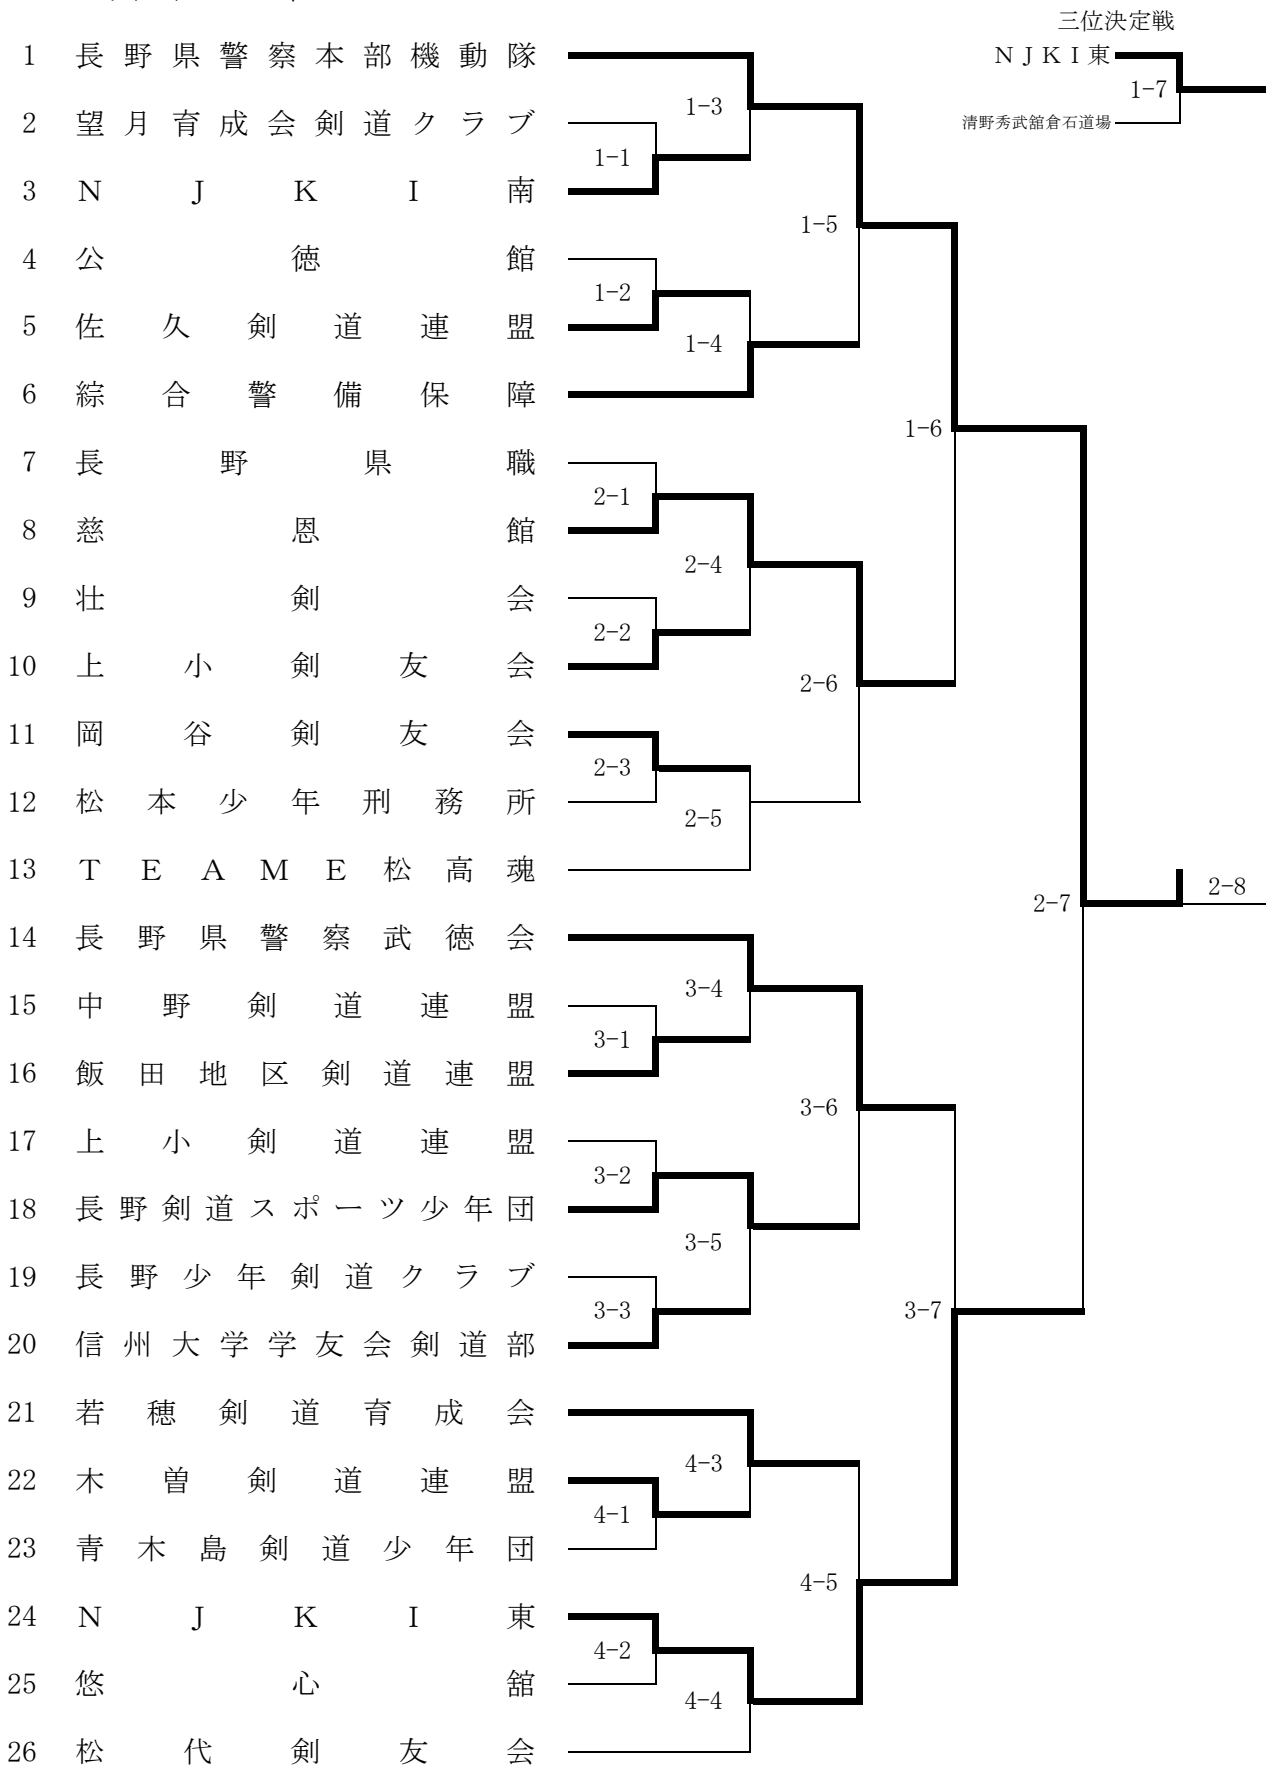 三位決定戦
ＮＪＫＩ東
1-7
清野秀武舘倉石道場
1 長野県警察本部機動隊
1-3
2 望月育成会剣道クラブ
1-1
3 ＮＪＫＩ南
1-5
4 公徳館
1-2
5 佐久剣道連盟
1-4
6 綜合警備保障
1-6
7 長野県職
2-1
8 慈恩館
2-4
9 壮剣会
2-2
10 上小剣友会
2-6
11 岡谷剣友会
2-3
12 松本少年刑務所
2-5
13 ＴＥＡＭＥ松高魂
2-7
2-8
14 長野県警察武徳会
3-4
15 中野剣道連盟
3-1
16 飯田地区剣道連盟
3-6
17 上小剣道連盟
3-2
18 長野剣道スポーツ少年団
3-5
19 長野少年剣道クラブ
3-3
3-7
20 信州大学学友会剣道部
21 若穂剣道育成会
4-3
22 木曽剣道連盟
4-1
23 青木島剣道少年団
4-5
24 ＮＪＫＩ東
4-2
25 悠心舘
4-4
26 松代剣友会